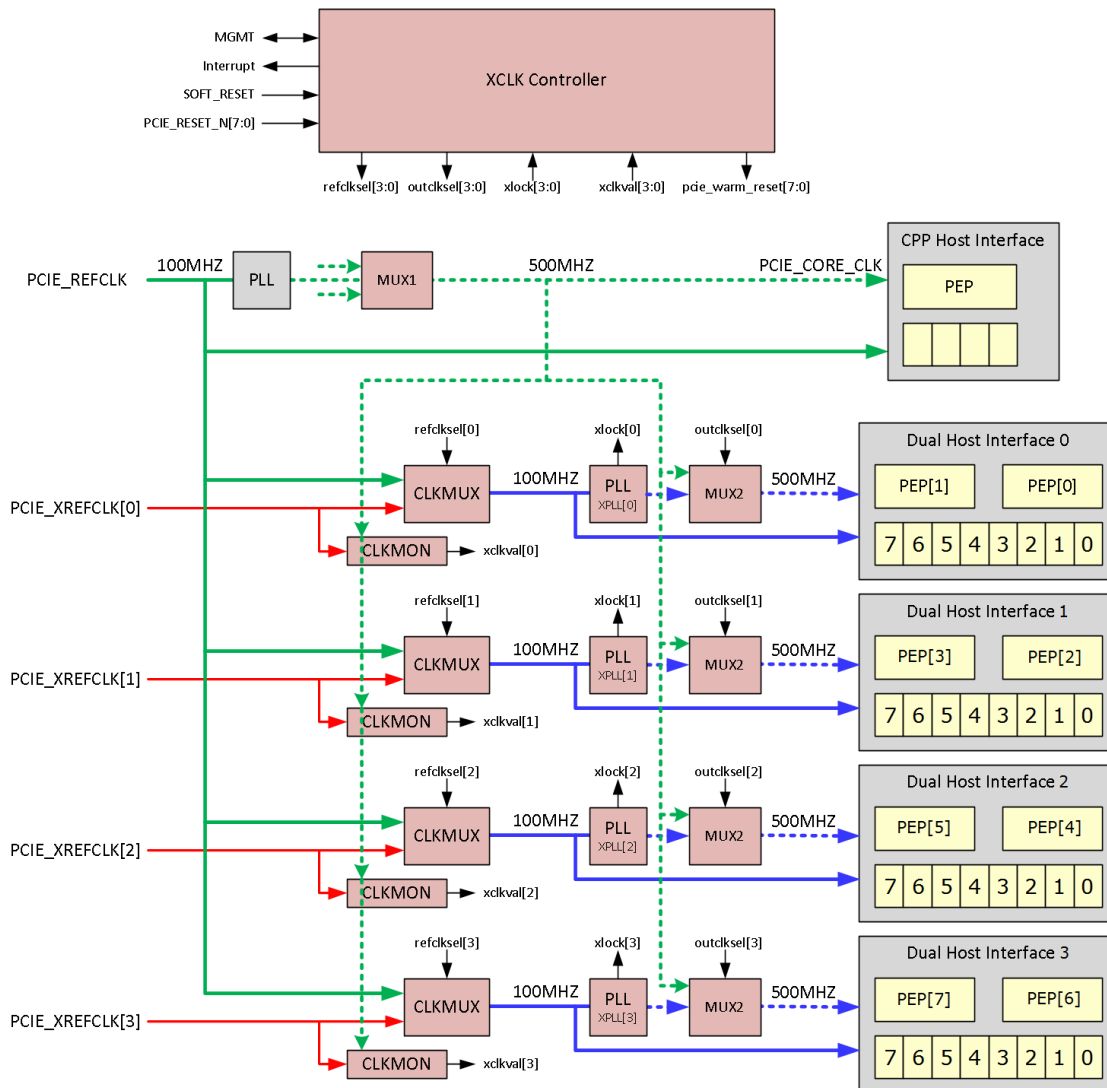 MGMT
Interrupt
SOFT_RESET
PCIE_RESET_N[7:0]
XCLK Controller
refclksel[3:0] outclksel[3:0] xlock[3:0] xclkval[3:0] pcie_warm_reset[7:0]
PCIE_REFCLK
100MHZ
PLL
MUX1
500MHZ
PCIE_CORE_CLK
CPP Host Interface
PEP
PCIE_XREFCLK[0]
refclksel[0]
CLKMUX
CLKMON
xclkval[0]
100MHZ
xlock[0]
PLL
XPLL[0]
outclksel[0]
MUX2
500MHZ
Dual Host Interface 0
PEP[1] PEP[0]
7 6 5 4 3 2 1 0
PCIE_XREFCLK[1]
refclksel[1]
CLKMUX
CLKMON
xclkval[1]
100MHZ
xlock[1]
PLL
XPLL[1]
outclksel[1]
MUX2
500MHZ
Dual Host Interface 1
PEP[3] PEP[2]
7 6 5 4 3 2 1 0
PCIE_XREFCLK[2]
refclksel[2]
CLKMUX
CLKMON
xclkval[2]
100MHZ
xlock[2]
PLL
XPLL[2]
outclksel[2]
MUX2
500MHZ
Dual Host Interface 2
PEP[5] PEP[4]
7 6 5 4 3 2 1 0
PCIE_XREFCLK[3]
refclksel[3]
CLKMUX
CLKMON
xclkval[3]
100MHZ
xlock[3]
PLL
XPLL[3]
outclksel[3]
MUX2
500MHZ
Dual Host Interface 3
PEP[7] PEP[6]
7 6 5 4 3 2 1 0